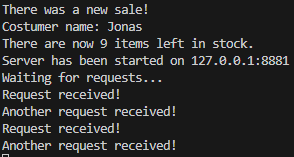 There was a new sale!
Costumer name: Jonas
There are now 9 items left in stock.
Server has been started on 127.0.0.1:8881
Waiting for requests...
Request received!
Another request received!
Request received!
Another request received!